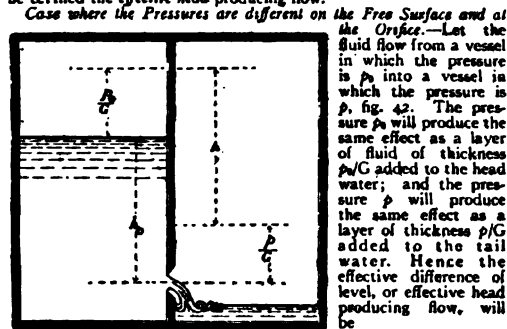 be termed the effective head producing flow.
Case where the Pressures are different on the Free Surface and at
the Orifice.—Let the
fluid flow from a vessel
in which the pressure
is p₀ into a vessel in
which the pressure is
p, fig. 42. The pres-
sure p₀ will produce the
same effect as a layer
of fluid of thickness
p₀/G added to the head
water; and the pres-
sure p will produce
the same effect as a
layer of thickness p/G
added to the tail
water. Hence the
effective difference of
level, or effective head
producing flow, will
be
p₀
G
h
h₀
p
G